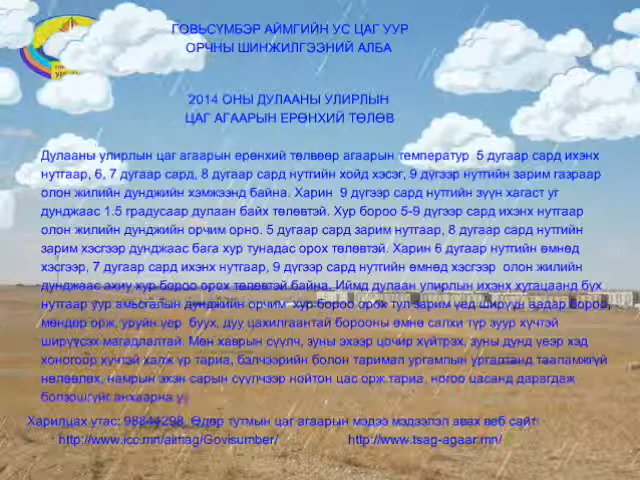 ГОВЬСҮМБЭР АЙМГИЙН УС ЦАГ УУР
ОРЧНЫ ШИНЖИЛГЭЭНИЙ АЛБА
2014 ОНЫ ДУЛААНЫ УЛИРЛЫН
ЦАГ АГААРЫН ЕРӨНХИЙ ТӨЛӨВ
Дулааны улирлын цаг агаарын ерөнхий төлвөөр агаарын температур 5 дугаар сард ихэнх
нутгаар, 6, 7 дугаар сард, 8 дугаар сард нутгийн хойд хэсэг, 9 дүгээр нутгийн зарим газраар
олон жилийн дунджийн хэмжээнд байна. Харин 9 дүгээр сард нутгийн зүүн хагаст уг
дунджаас 1.5 градусаар дулаан байх төлөвтэй. Хур бороо 5-9 дүгээр сард ихэнх нутгаар
олон жилийн дунджийн орчим орно. 5 дугаар сард зарим нутгаар, 8 дугаар сард нутгийн
зарим хэсгээр дунджаас бага хур тунадас орох төлөвтэй. Харин 6 дугаар нутгийн өмнөд
хэсгээр, 7 дугаар сард ихэнх нутгаар, 9 дүгээр сард нутгийн өмнөд хэсгээр олон жилийн
дунджаас ахиу хур бороо орох төлөвтэй байна. Иймд дулаан улирлын ихэнх хугацаанд бүх
нутгаар уур амьсгалын дунджийн орчим хур бороо орох тул зарим үед ширүүн аадар бороо,
мөндөр орж, уруйн үер буух, дуу цахилгаантай борооны өмнө салхи түр зуур хүчтэй
ширүүсэх магадлалтай. Мөн хаврын сүүлч, зуны эхээр цочир хүйтрэх, зуны дунд үеэр хэд
хоногоор хүчтэй халж үр тариа, бэлчээрийн болон таримал ургамлын ургалтанд тааламжгүй
нөлөөлөх, намрын эхэн сарын сүүлчээр нойтон цас орж тариа, ногоо цасанд дарагдаж
болзошгүйг анхаарна у
Харилцах утас: 98844298, Өдөр тутмын цаг агаарын мэдээ мэдээлэл авах веб сайт:
http://www.icc.mn/aimag/Govisumber/ http://www.tsag-agaar.mn/